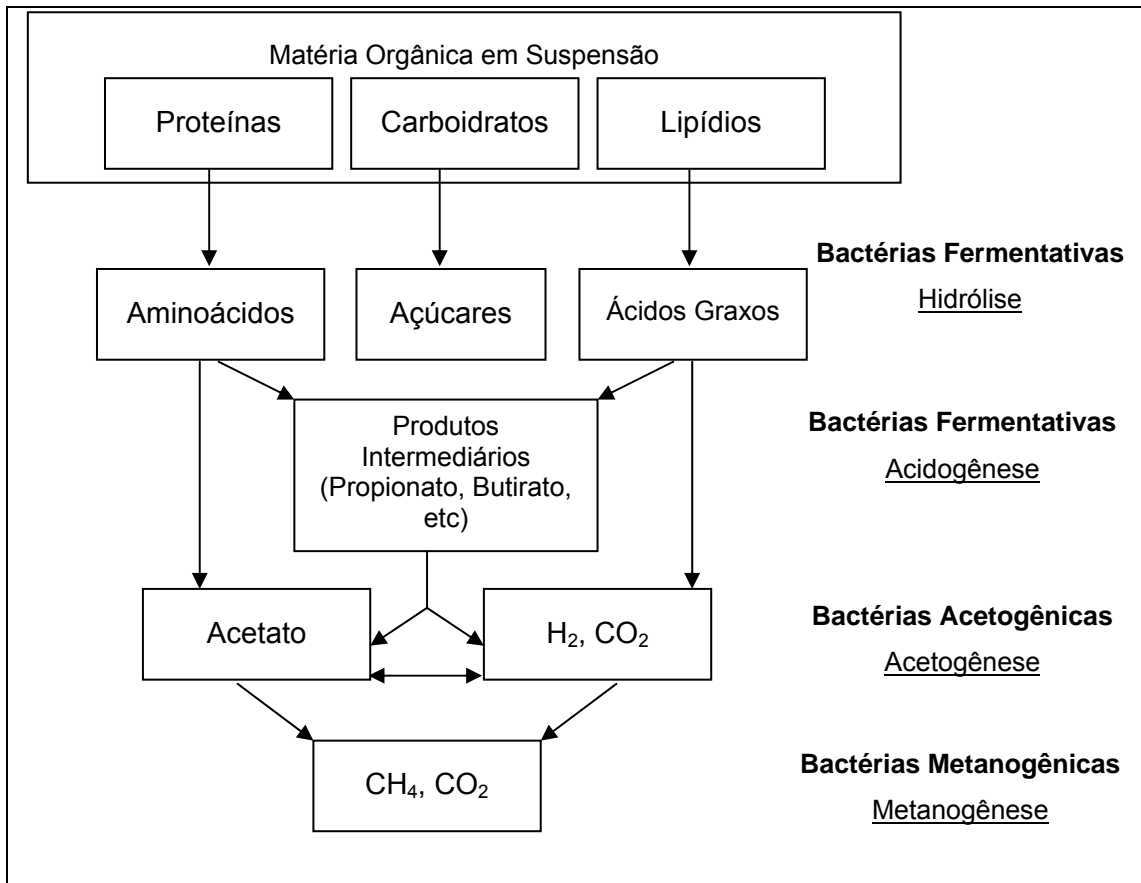 Matéria Orgânica em Suspensão
Proteínas
Carboidratos
Lipídios
Bactérias Fermentativas
Hidrólise
Aminoácidos
Açúcares
Ácidos Graxos
Produtos
Intermediários
(Propionato, Butirato,
etc)
Bactérias Fermentativas
Acidogênese
Acetato
H₂, CO₂
Bactérias Acetogênicas
Acetogênese
CH₄, CO₂
Bactérias Metanogênicas
Metanogênese